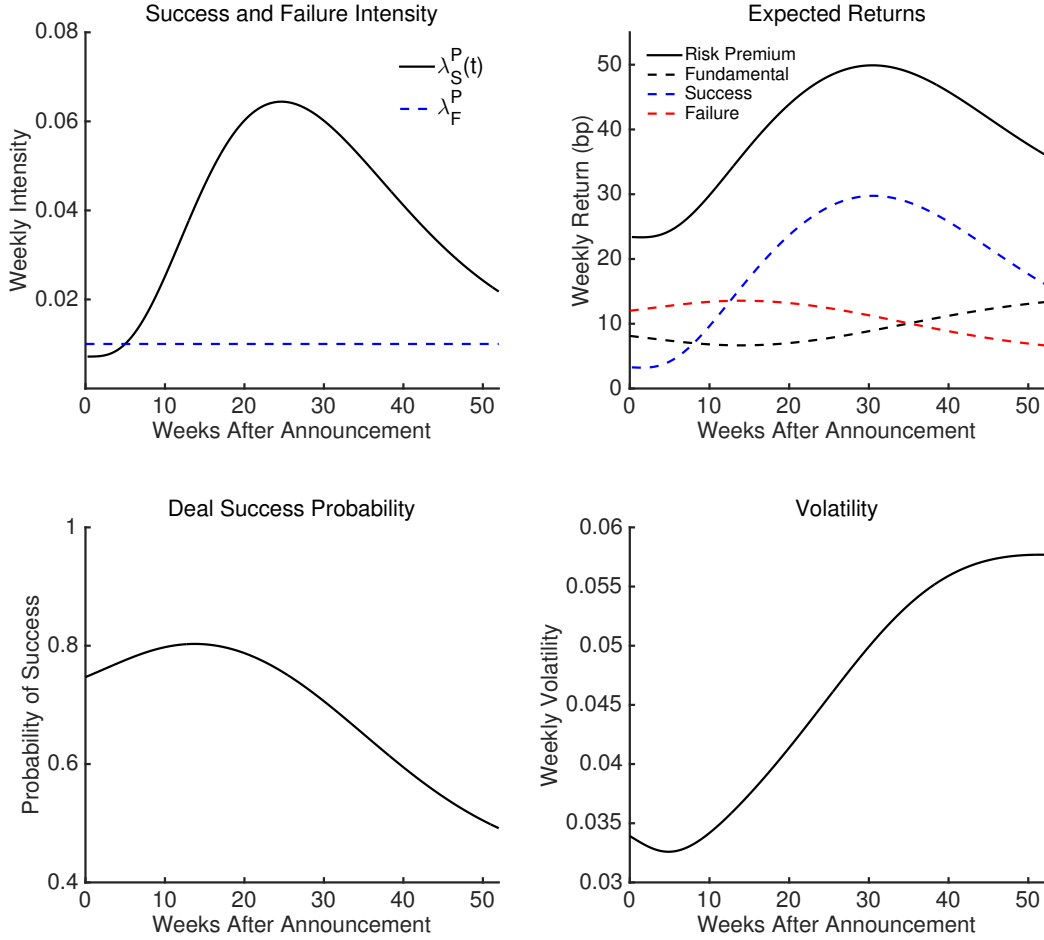 Success and Failure Intensity
0.08
0.06
0.04
0.02
0 10 20 30 40 50
Weekly Intensity
Weeks After Announcement
λ_S^P(t)
λ_F^P
Expected Returns
50
40
30
20
10
0
0 10 20 30 40 50
Weekly Return (bp)
Weeks After Announcement
Risk Premium
Fundamental
Success
Failure
Deal Success Probability
1
0.8
0.6
0.4
0 10 20 30 40 50
Probability of Success
Weeks After Announcement
Volatility
0.06
0.055
0.05
0.045
0.04
0.035
0.03
0 10 20 30 40 50
Weekly Volatility
Weeks After Announcement